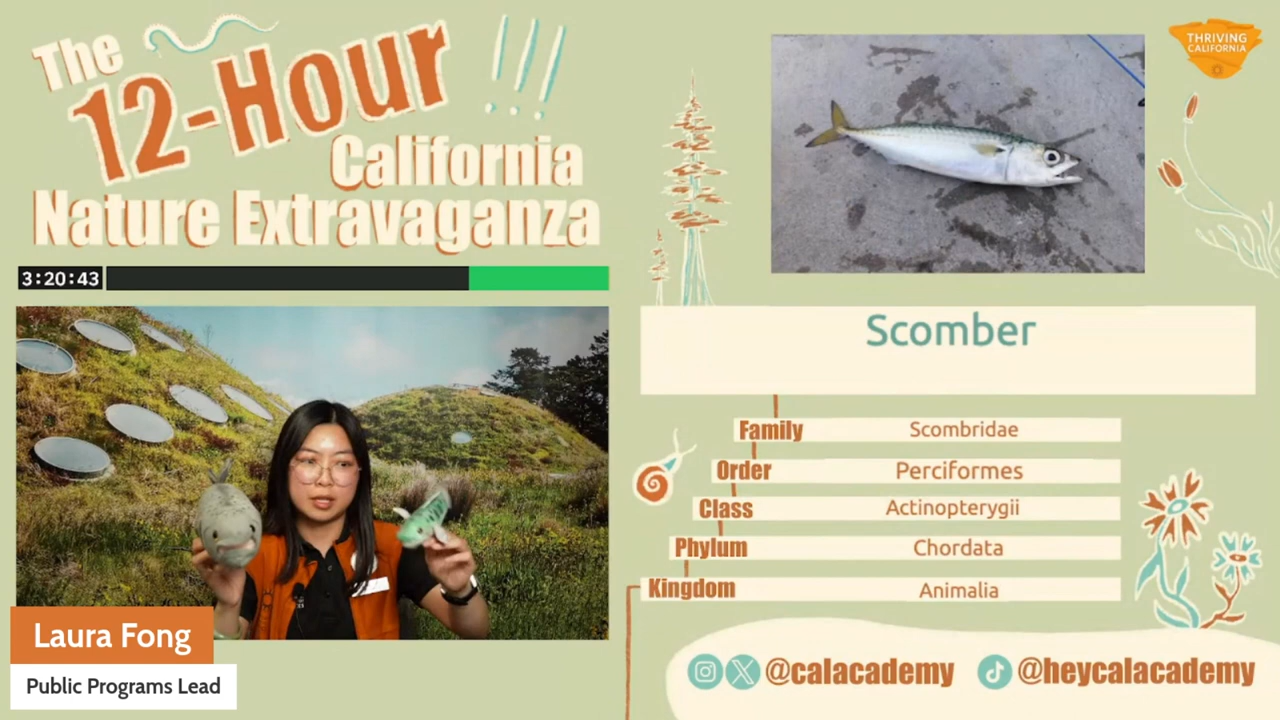 The
12-Hour !!!
California
Nature Extravaganza
3:20:43
Laura Fong
Public Programs Lead
THRIVING
CALIFORNIA
Scomber
Family Scombridae
Order Perciformes
Class Actinopterygii
Phylum Chordata
Kingdom Animalia
@calacademy @heycalacademy